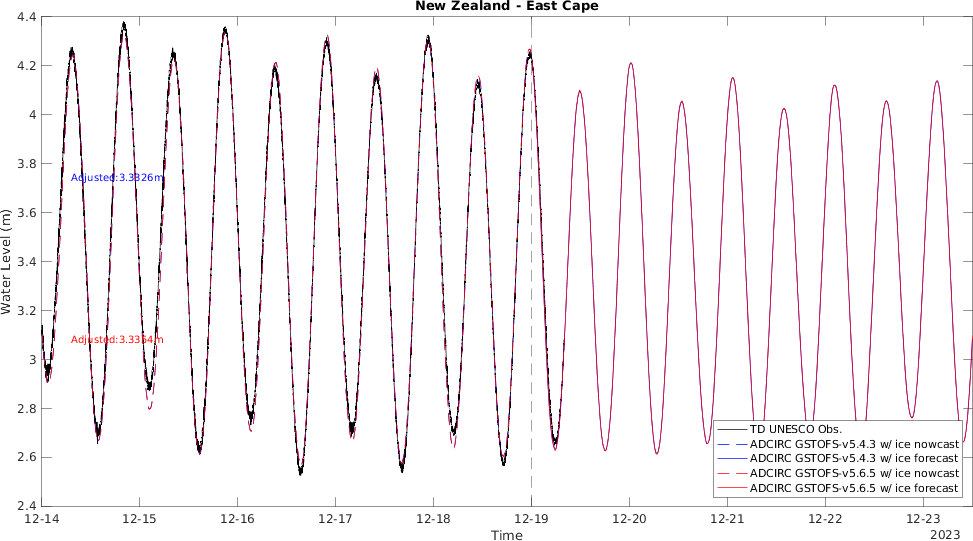 New Zealand - East Cape
4.4
4.2
4
3.8
3.6
3.4
3.2
3
2.8
2.6
2.4
Water Level (m)
Adjusted:3.3326m
Adjusted:3.3354m
TD UNESCO Obs.
ADCIRC GSTOFS-v5.4.3 w/ ice nowcast
ADCIRC GSTOFS-v5.4.3 w/ ice forecast
ADCIRC GSTOFS-v5.6.5 w/ ice nowcast
ADCIRC GSTOFS-v5.6.5 w/ ice forecast
12-14 12-15 12-16 12-17 12-18 12-19 12-20 12-21 12-22 12-23
Time
2023